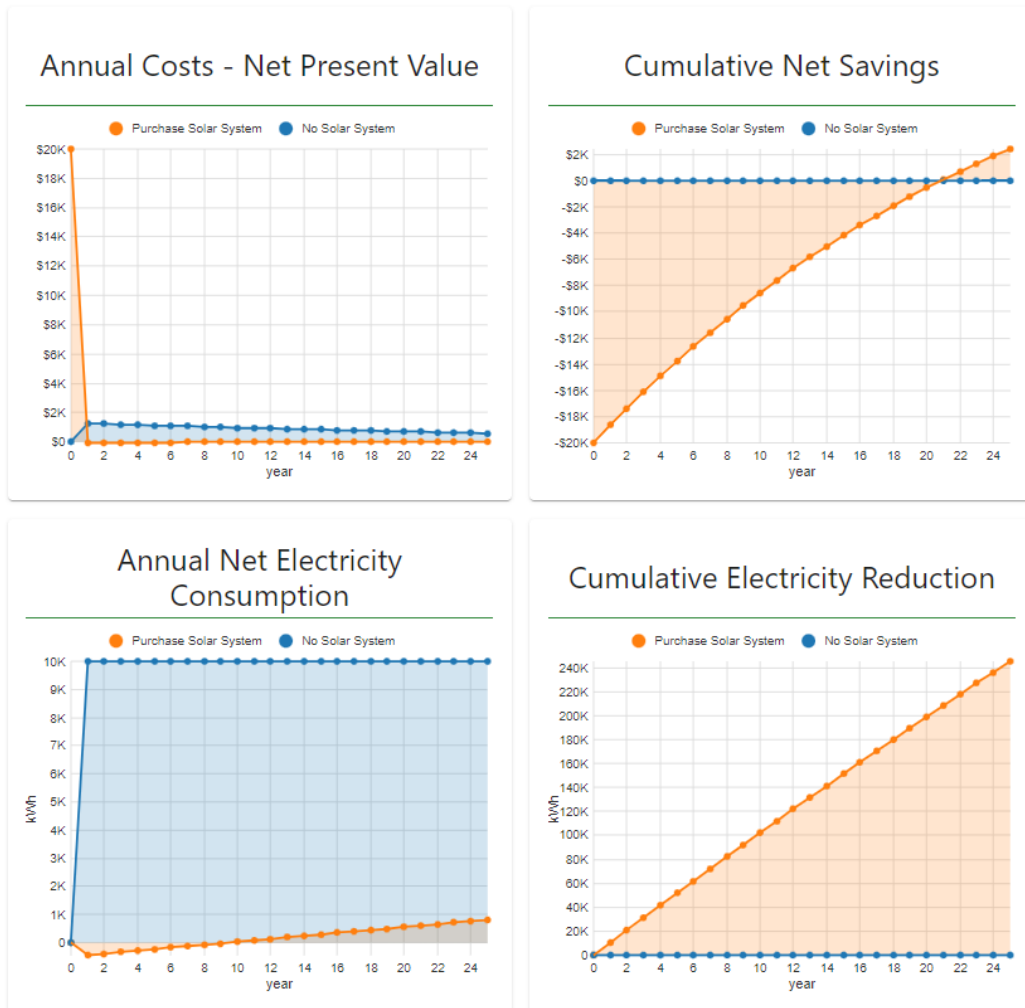 Annual Costs - Net Present Value
Purchase Solar System No Solar System
$20K
$18K
$16K
$14K
$12K
$10K
$8K
$6K
$4K
$2K
$0
0 2 4 6 8 10 12 14 16 18 20 22 24
year
Cumulative Net Savings
Purchase Solar System No Solar System
$2K
$0
-$2K
-$4K
-$6K
-$8K
-$10K
-$12K
-$14K
-$16K
-$18K
-$20K
0 2 4 6 8 10 12 14 16 18 20 22 24
year
Annual Net Electricity
Consumption
Purchase Solar System No Solar System
10K
9K
8K
7K
6K
5K
4K
3K
2K
1K
0
kWh
0 2 4 6 8 10 12 14 16 18 20 22 24
year
Cumulative Electricity Reduction
Purchase Solar System No Solar System
240K
220K
200K
180K
160K
140K
120K
100K
80K
60K
40K
20K
0
kWh
0 2 4 6 8 10 12 14 16 18 20 22 24
year